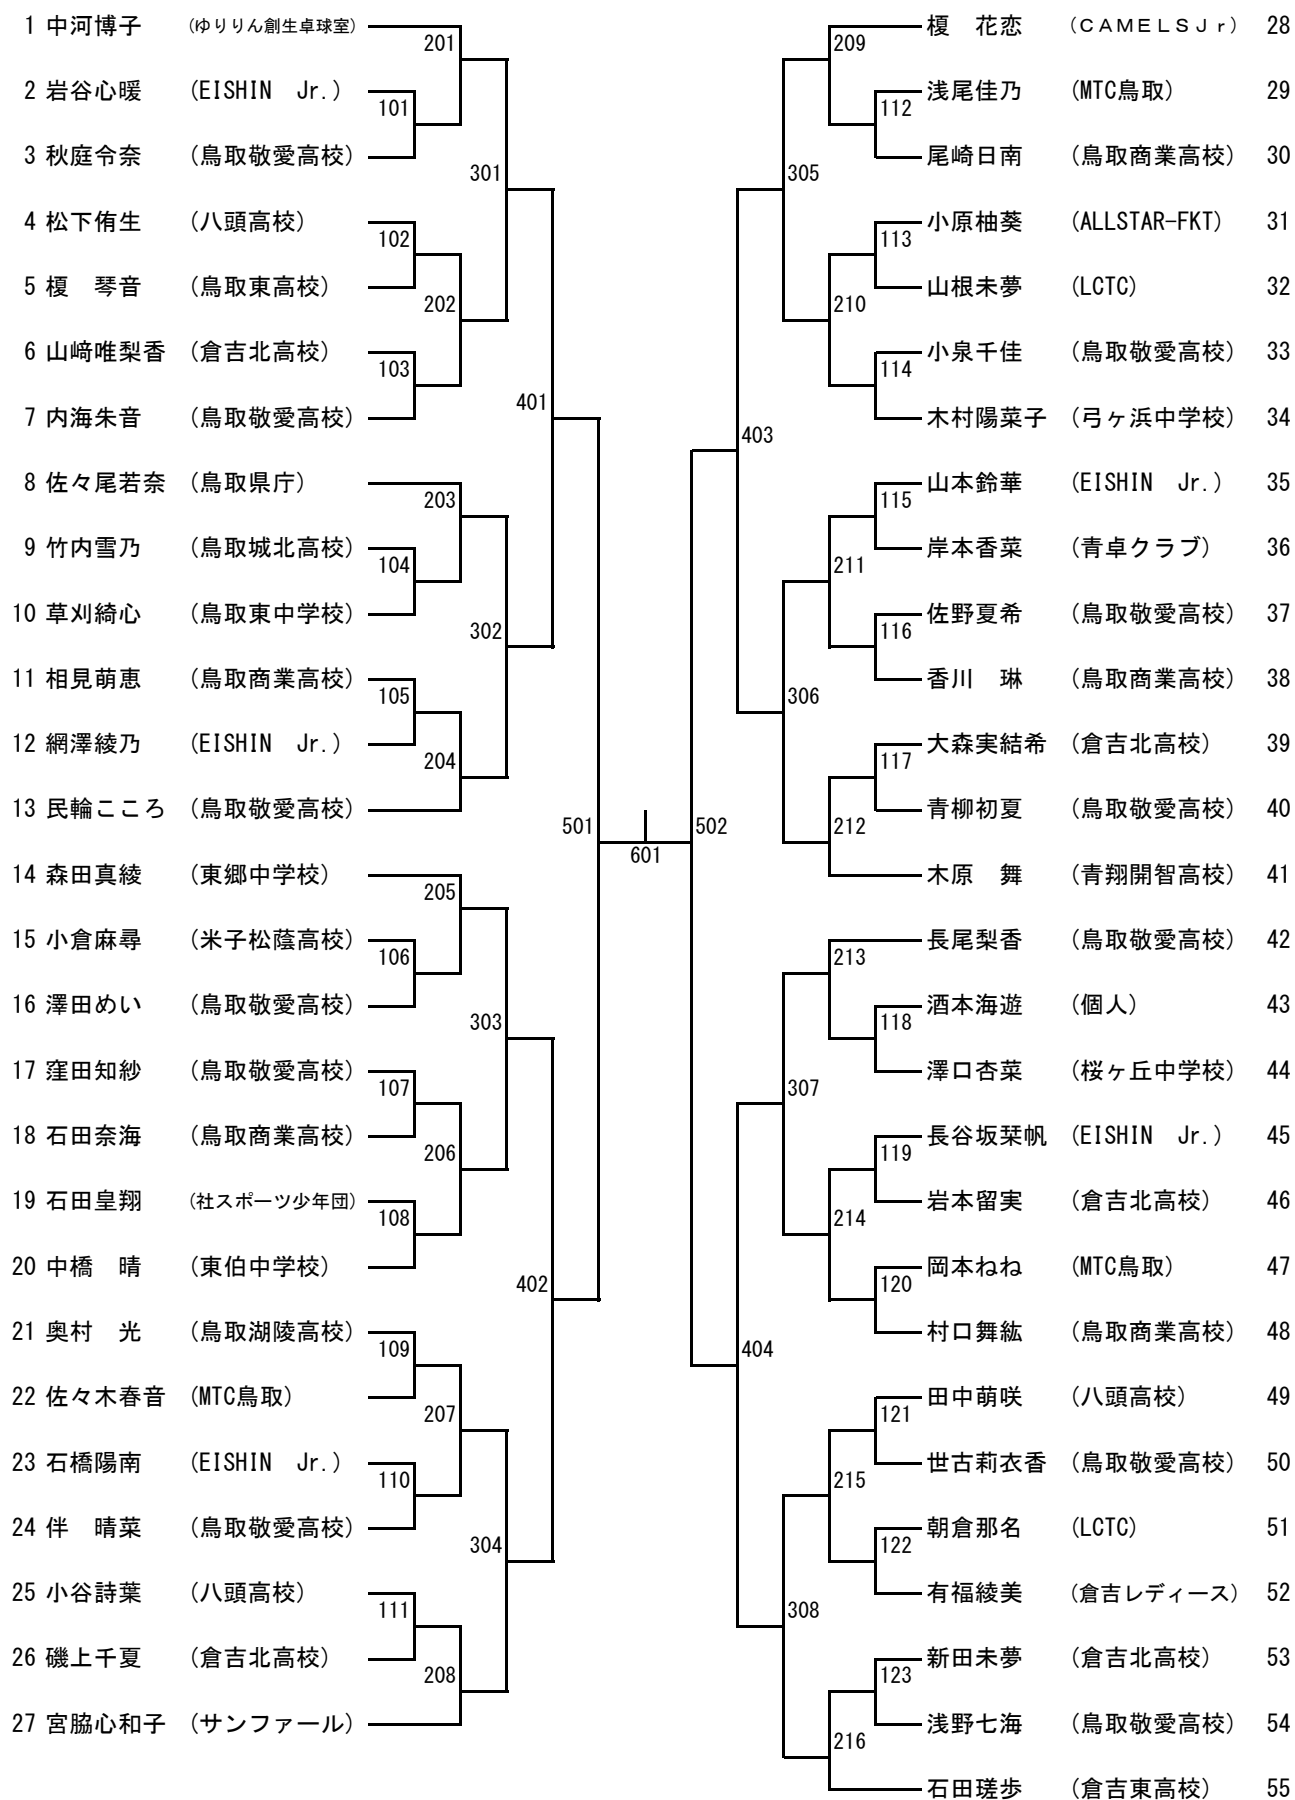 1 中河博子 (ゆりりん創生卓球室)
2 岩谷心暖 (EISHIN Jr.)
3 秋庭令奈 (鳥取敬愛高校)
4 松下侑生 (八頭高校)
5 榎 琴音 (鳥取東高校)
6 山﨑唯梨香 (倉吉北高校)
7 内海朱音 (鳥取敬愛高校)
8 佐々尾若奈 (鳥取県庁)
9 竹内雪乃 (鳥取城北高校)
10 草刈綺心 (鳥取東中学校)
11 相見萌恵 (鳥取商業高校)
12 網澤綾乃 (EISHIN Jr.)
13 民輪こころ (鳥取敬愛高校)
14 森田真綾 (東郷中学校)
15 小倉麻尋 (米子松蔭高校)
16 澤田めい (鳥取敬愛高校)
17 窪田知紗 (鳥取敬愛高校)
18 石田奈海 (鳥取商業高校)
19 石田皇翔 (社スポーツ少年団)
20 中橋 晴 (東伯中学校)
21 奥村 光 (鳥取湖陵高校)
22 佐々木春音 (MTC鳥取)
23 石橋陽南 (EISHIN Jr.)
24 伴 晴菜 (鳥取敬愛高校)
25 小谷詩葉 (八頭高校)
26 磯上千夏 (倉吉北高校)
27 宮脇心和子 (サンファール)
101
102
103
104
105
106
107
108
109
110
111
201
202
203
204
205
206
207
208
301
302
303
304
401
402
501
601
502
403
404
305
306
307
308
209
210
211
212
213
214
215
216
112
113
114
115
116
117
118
119
120
121
122
123
榎 花恋 (CAMELSJr) 28
浅尾佳乃 (MTC鳥取) 29
尾崎日南 (鳥取商業高校) 30
小原柚葵 (ALLSTAR-FKT) 31
山根未夢 (LCTC) 32
小泉千佳 (鳥取敬愛高校) 33
木村陽菜子 (弓ヶ浜中学校) 34
山本鈴華 (EISHIN Jr.) 35
岸本香菜 (青卓クラブ) 36
佐野夏希 (鳥取敬愛高校) 37
香川 琳 (鳥取商業高校) 38
大森実結希 (倉吉北高校) 39
青柳初夏 (鳥取敬愛高校) 40
木原 舞 (青翔開智高校) 41
長尾梨香 (鳥取敬愛高校) 42
酒本海遊 (個人) 43
澤口杏菜 (桜ヶ丘中学校) 44
長谷坂栞帆 (EISHIN Jr.) 45
岩本留実 (倉吉北高校) 46
岡本ねね (MTC鳥取) 47
村口舞紘 (鳥取商業高校) 48
田中萌咲 (八頭高校) 49
世古莉衣香 (鳥取敬愛高校) 50
朝倉那名 (LCTC) 51
有福綾美 (倉吉レディース) 52
新田未夢 (倉吉北高校) 53
浅野七海 (鳥取敬愛高校) 54
石田瑳歩 (倉吉東高校) 55